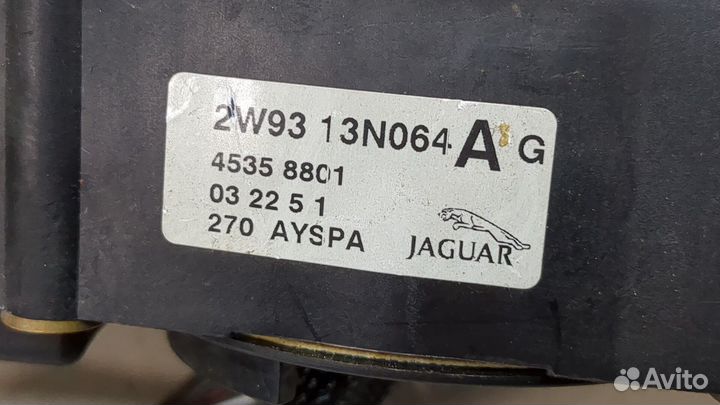 2W93 13N064 A G
4535 8801
03 22 5 1
270 AYSPA
JAGUAR
Avito